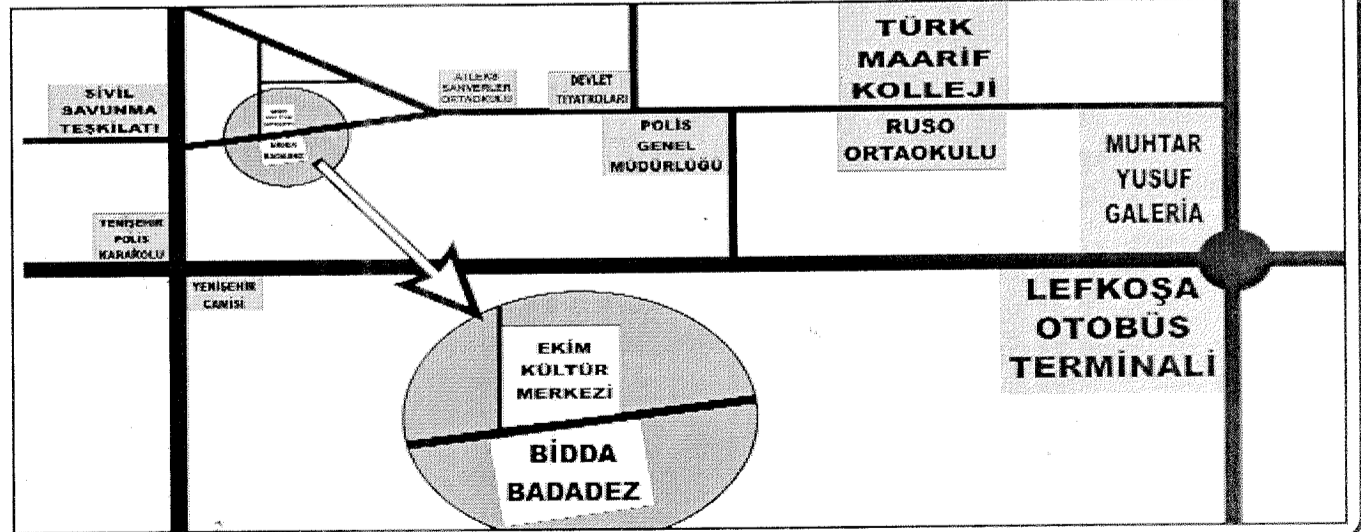 TÜRK
MAARİF
KOLLEJİ
SİVİL
SAVUNMA
TEŞKİLATI
ORTAOKULU
DEVLET
TİYATROLARI
POLİS
GENEL
MÜDÜRLÜĞÜ
RUSO
ORTAOKULU
MUHTAR
YUSUF
GALERİA
YENİŞEHİR
POLİS
KARAKOLU
YENİŞEHİR
CAMİSİ
LEFKOŞA
OTOBÜS
TERMİNALİ
EKİM
KÜLTÜR
MERKEZİ
BİDDA
BADADEZ